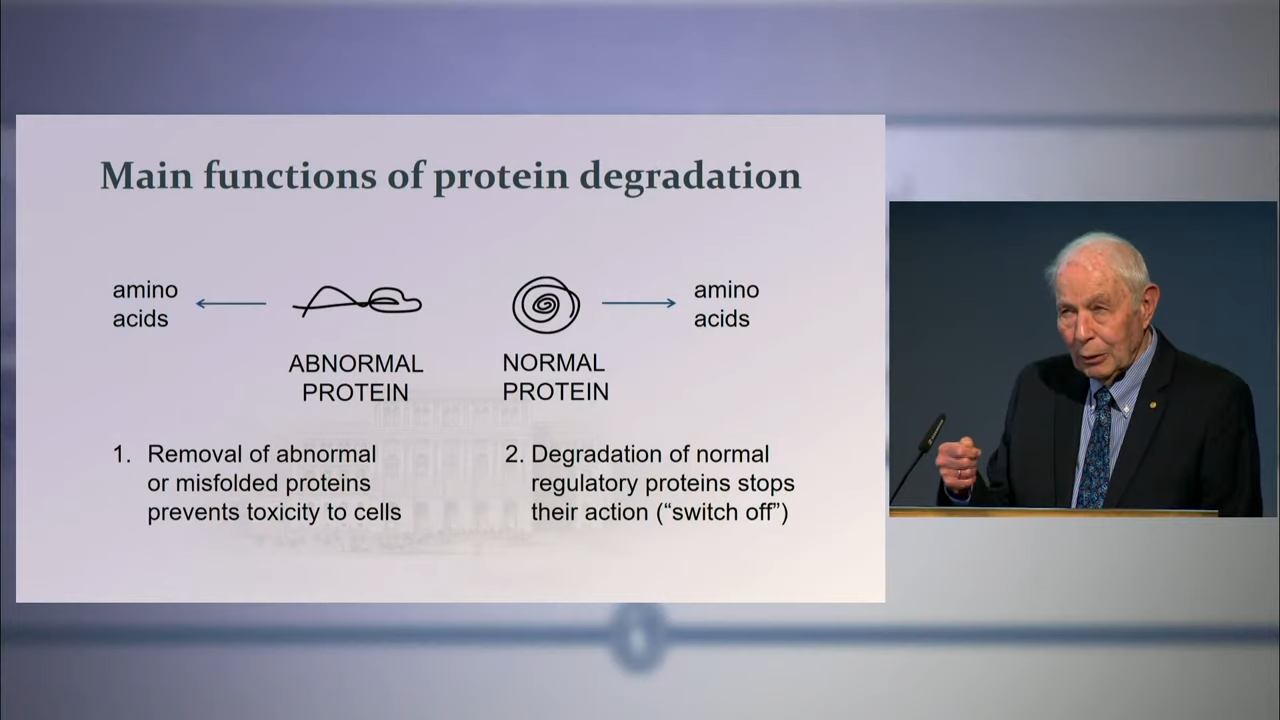 Main functions of protein degradation
amino
acids
ABNORMAL
PROTEIN
NORMAL
PROTEIN
amino
acids
1. Removal of abnormal
or misfolded proteins
prevents toxicity to cells
2. Degradation of normal
regulatory proteins stops
their action (“switch off”)